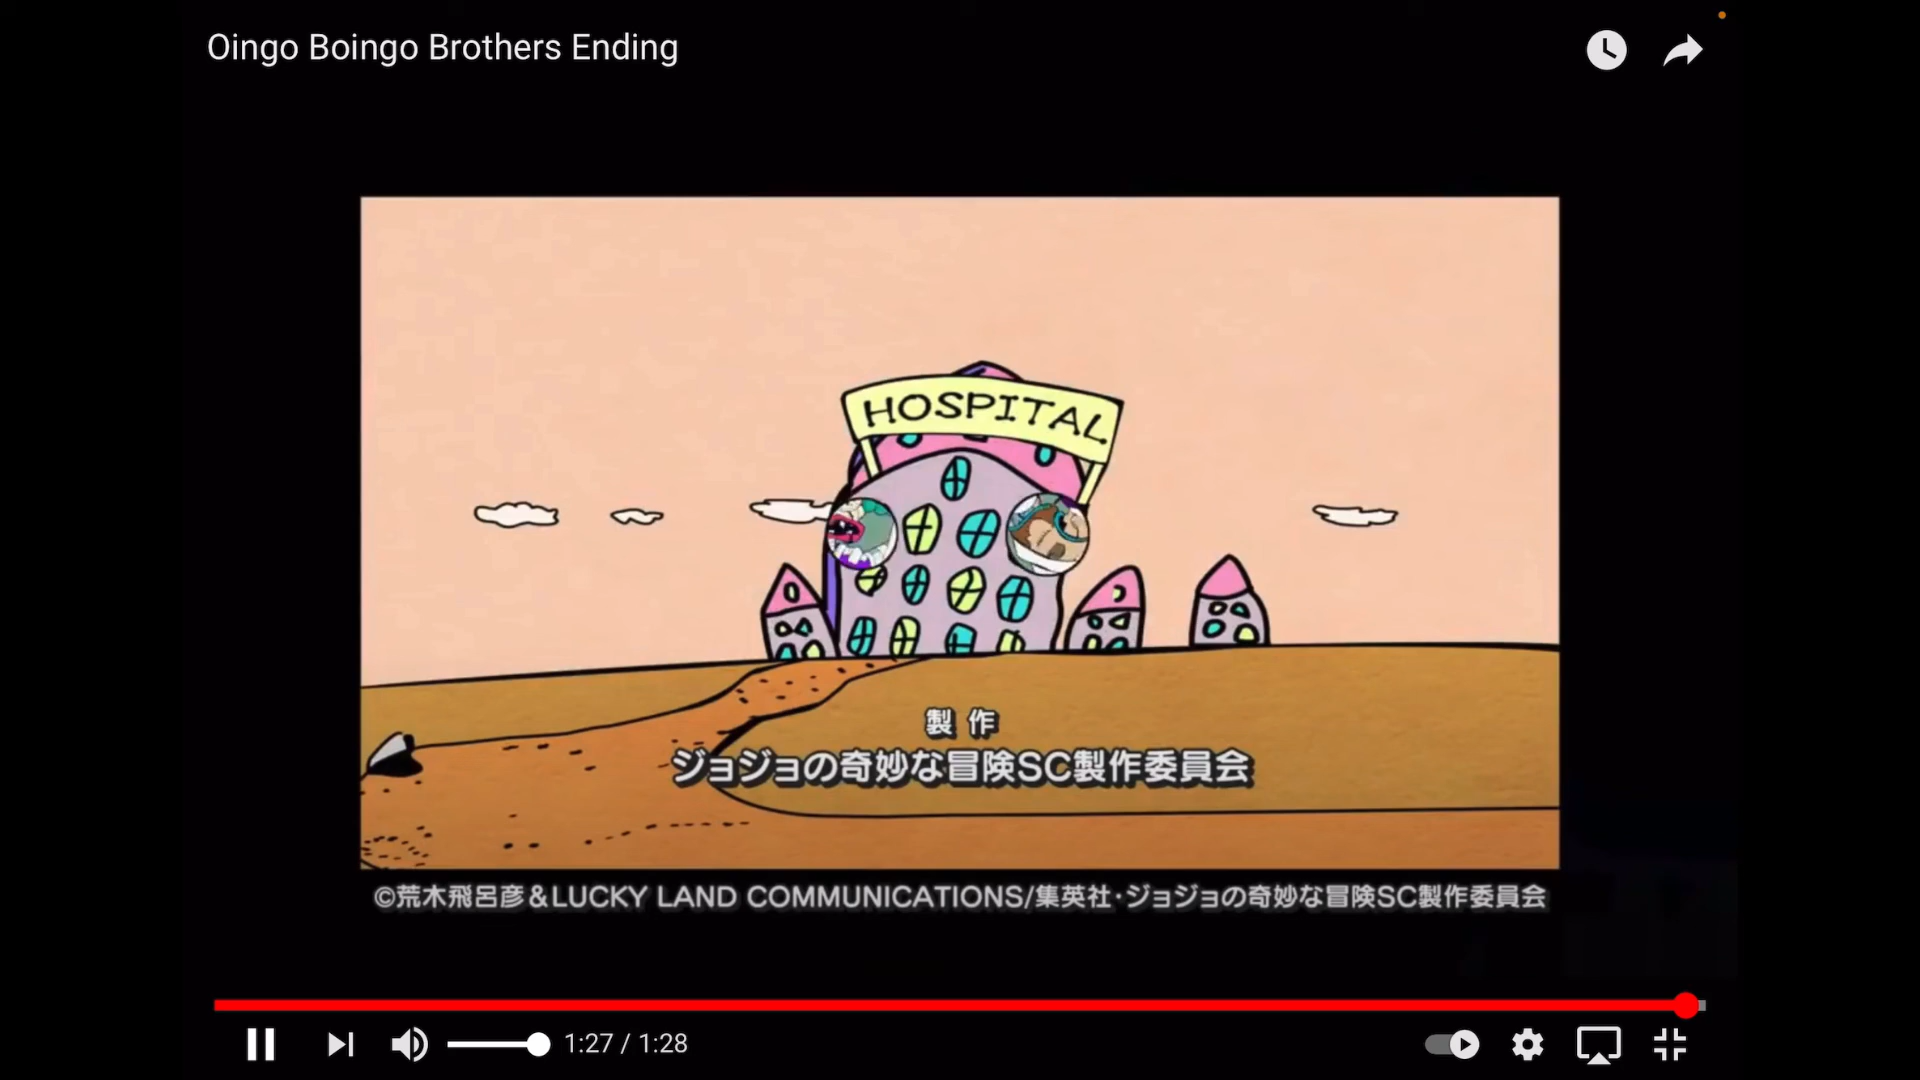 Oingo Boingo Brothers Ending
HOSPITAL
製作
ジョジョの奇妙な冒険SC製作委員会
©荒木飛呂彦&LUCKY LAND COMMUNICATIONS/集英社・ジョジョの奇妙な冒険SC製作委員会
1:27 / 1:28